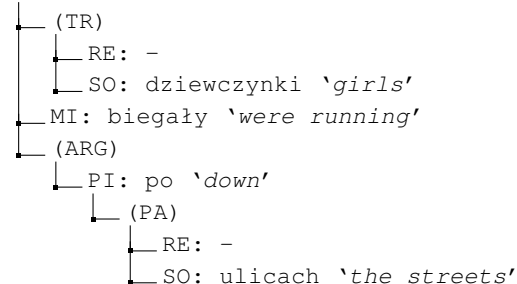 (TR)
RE: –
SO: dziewczynki ‘girls’
MI: biegały ‘were running’
(ARG)
PI: po ‘down’
(PA)
RE: –
SO: ulicach ‘the streets’